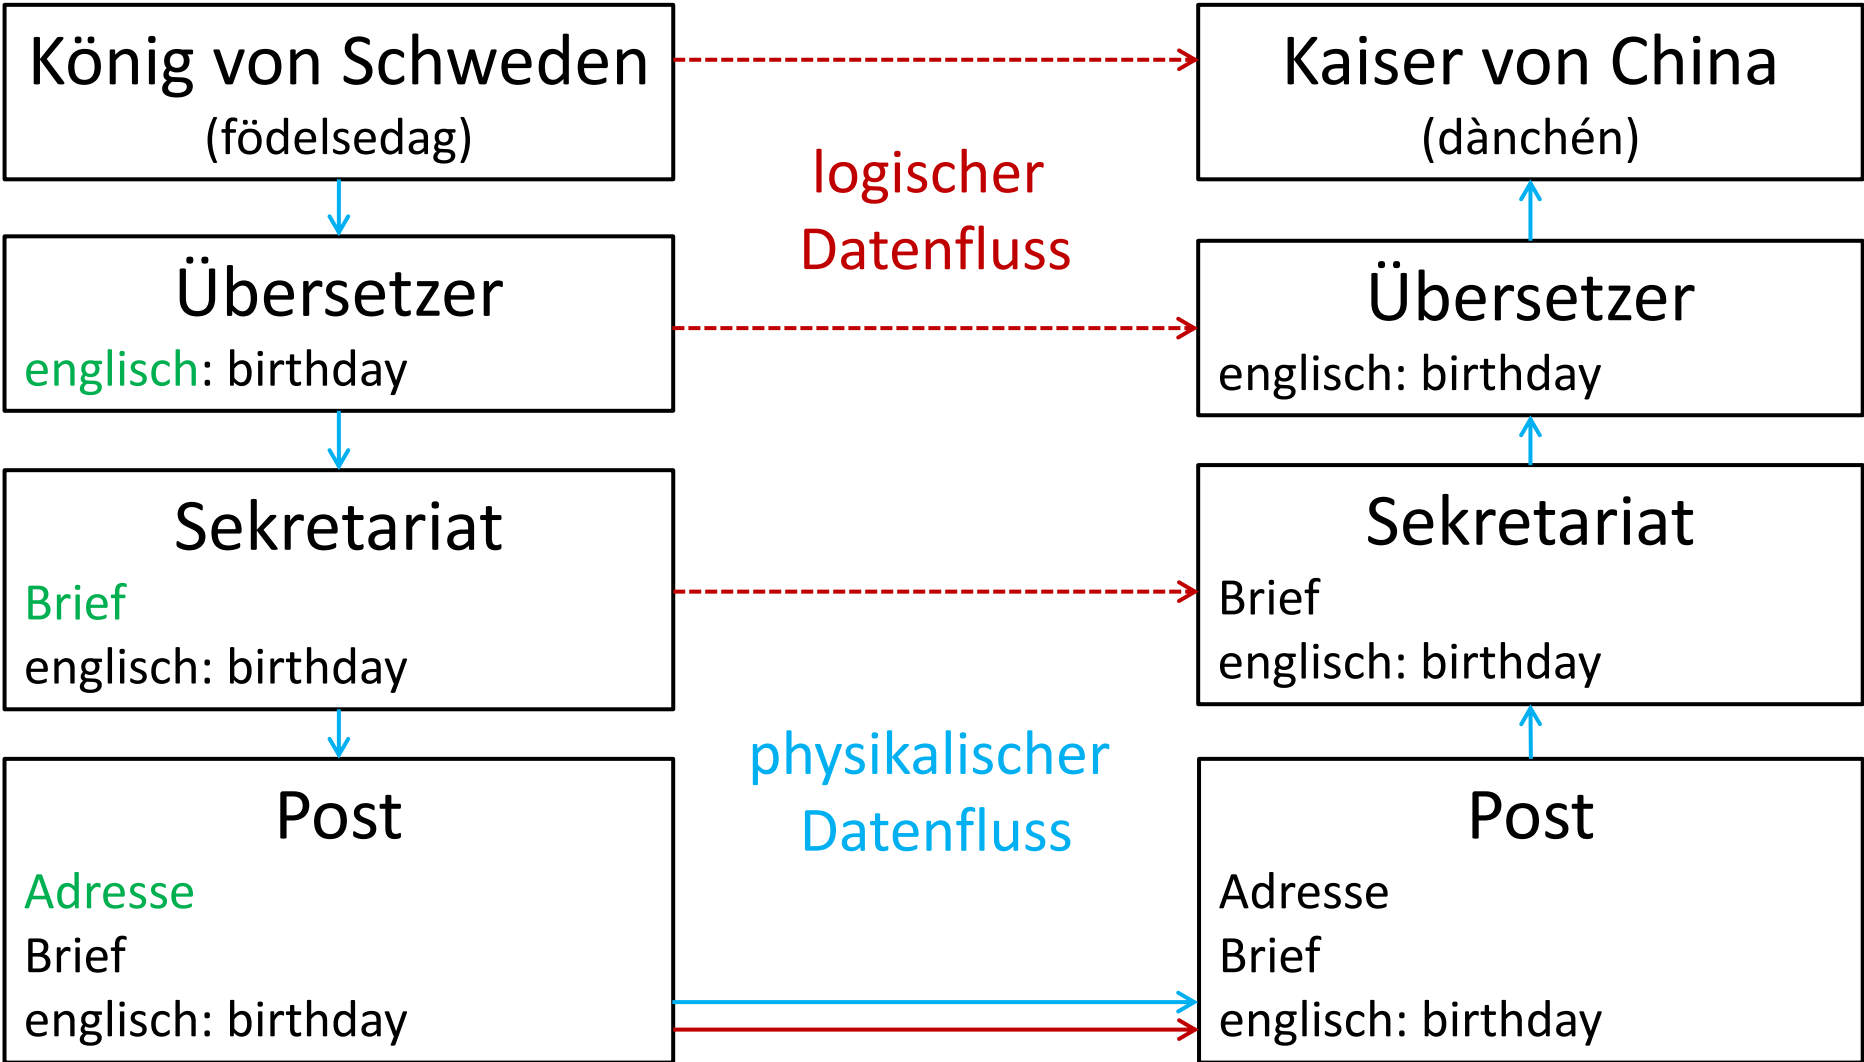 König von Schweden
(födelsedag)
Kaiser von China
(dànchén)
logischer
Datenfluss
Übersetzer
englisch: birthday
Übersetzer
englisch: birthday
Sekretariat
Brief
englisch: birthday
Sekretariat
Brief
englisch: birthday
physikalischer
Datenfluss
Post
Adresse
Brief
englisch: birthday
Post
Adresse
Brief
englisch: birthday